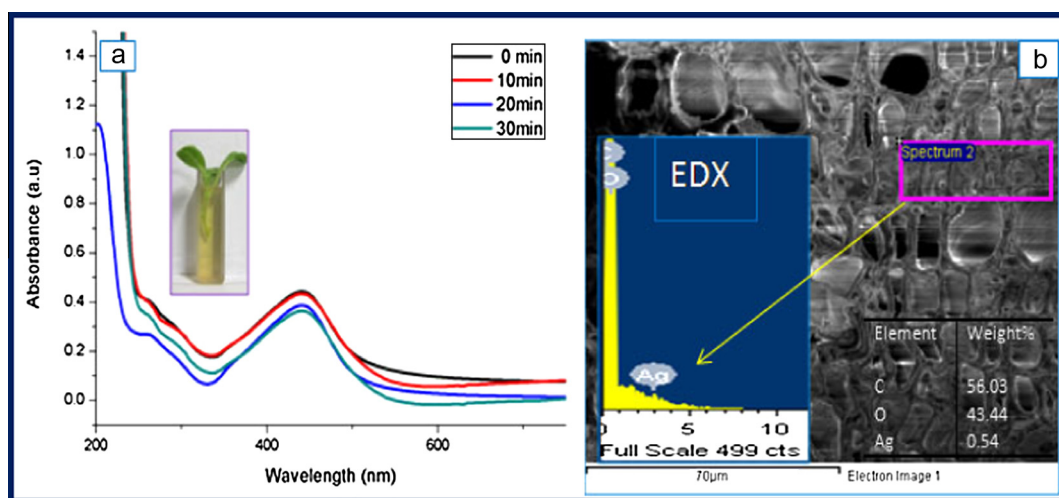 a
1.4
1.2
1.0
0.8
0.6
0.4
0.2
0.0
200
400
600
Absorbance (a.u)
Wavelength (nm)
0 min
10min
20min
30min
b
Spectrum 2
EDX
C
O
Ag
0 5 10
Full Scale 499 cts
Element Weight%
C 56.03
O 43.44
Ag 0.54
70µm
Electron Image 1